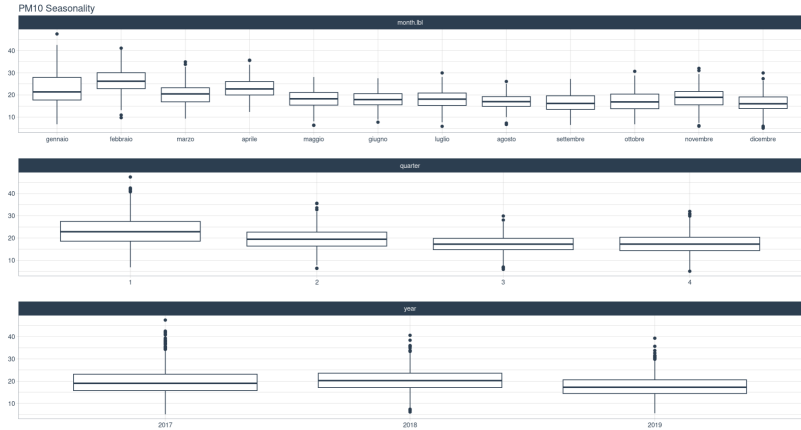 PM10 Seasonality
month.lbl
40
30
20
10
gennaio febbraio marzo aprile maggio giugno luglio agosto settembre ottobre novembre dicembre
quarter
40
30
20
10
1 2 3 4
year
40
30
20
10
2017 2018 2019